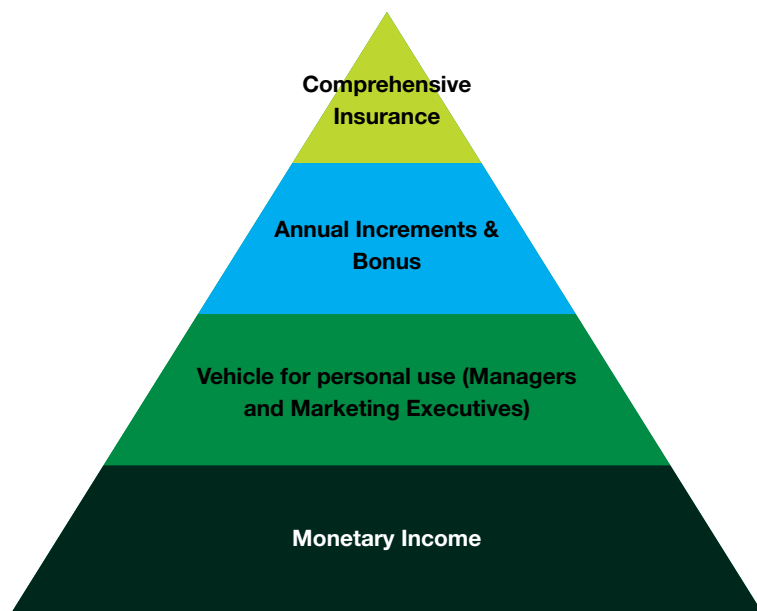 Comprehensive
Insurance
Annual Increments &
Bonus
Vehicle for personal use (Managers
and Marketing Executives)
Monetary Income